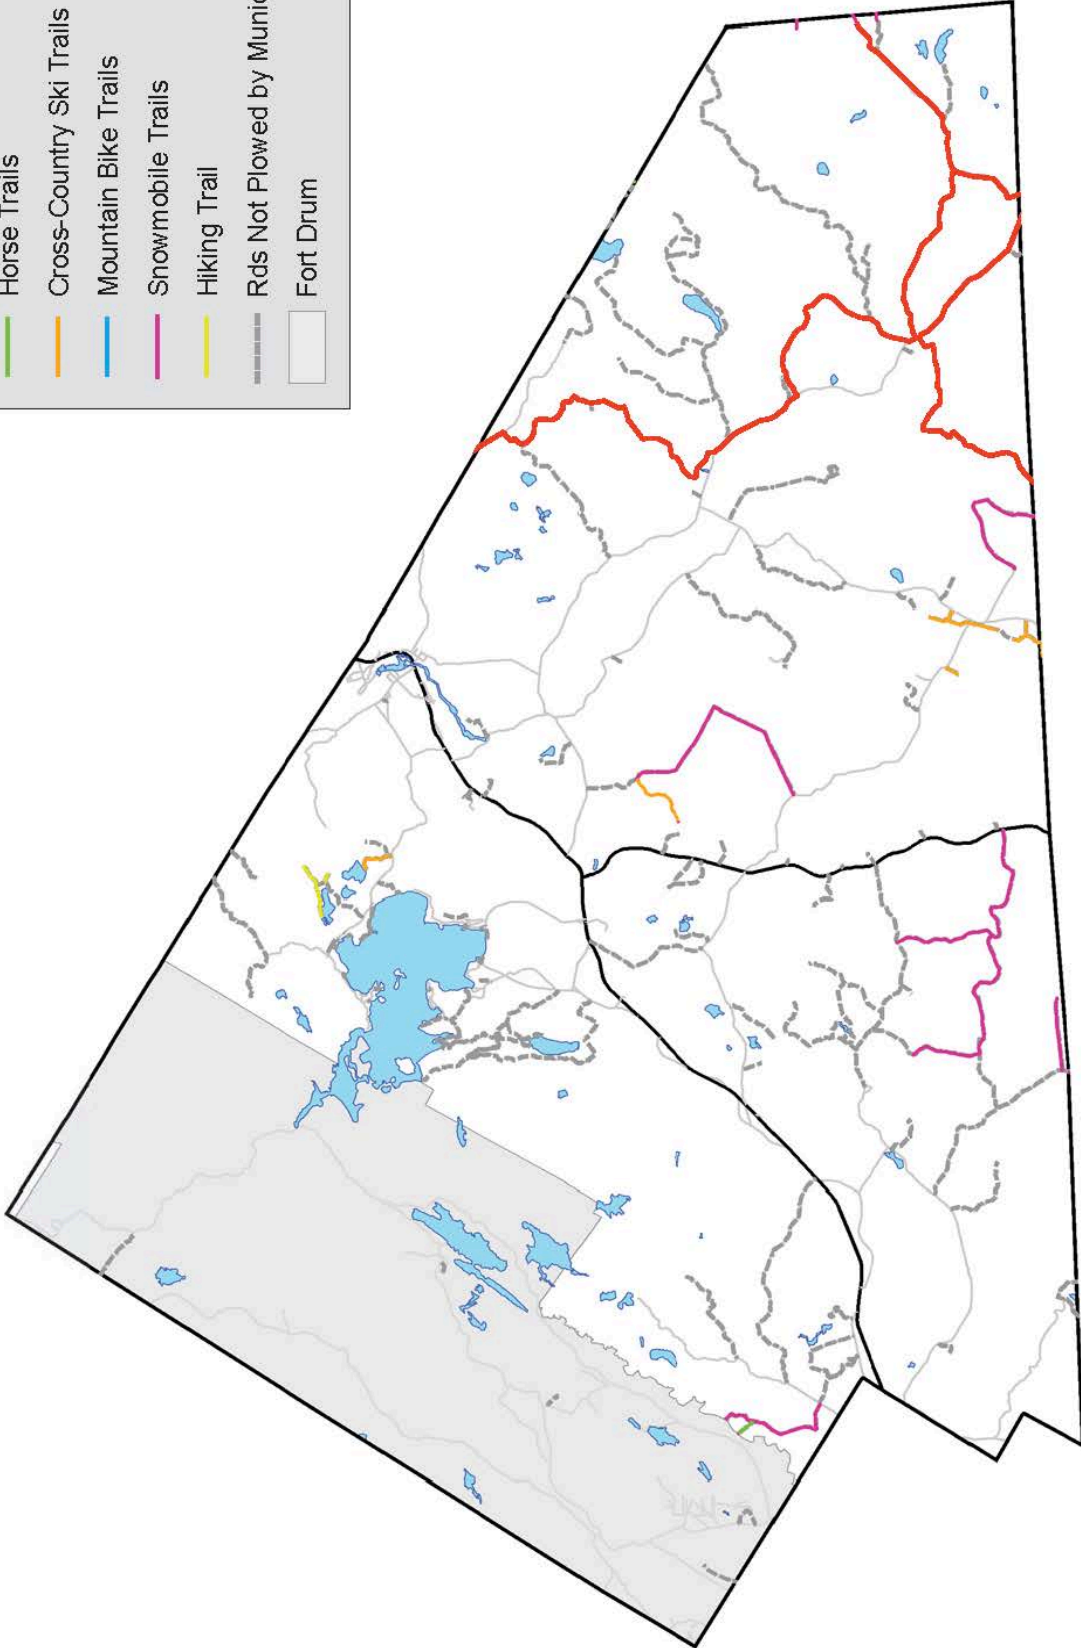 Horse Trails
Cross-Country Ski Trails
Mountain Bike Trails
Snowmobile Trails
Hiking Trail
Rds Not Plowed by Munic
Fort Drum